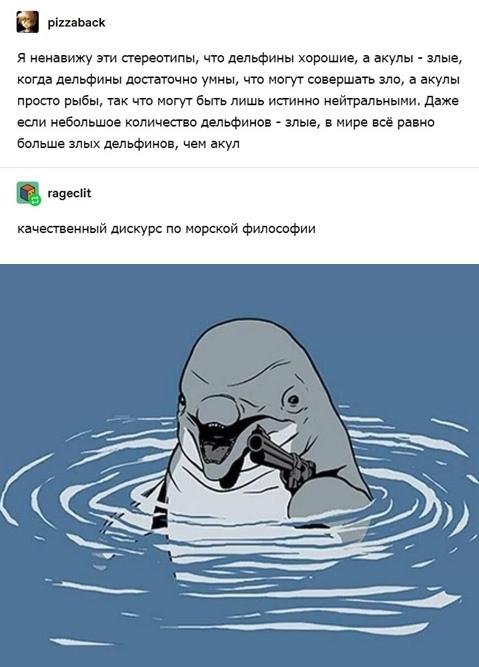 pizzaback
Я ненавижу эти стереотипы, что дельфины хорошие, а акулы - злые,
когда дельфины достаточно умны, что могут совершать зло, а акулы
просто рыбы, так что могут быть лишь истинно нейтральными. Даже
если небольшое количество дельфинов - злые, в мире всё равно
больше злых дельфинов, чем акул
rageclit
качественный дискурс по морской философии